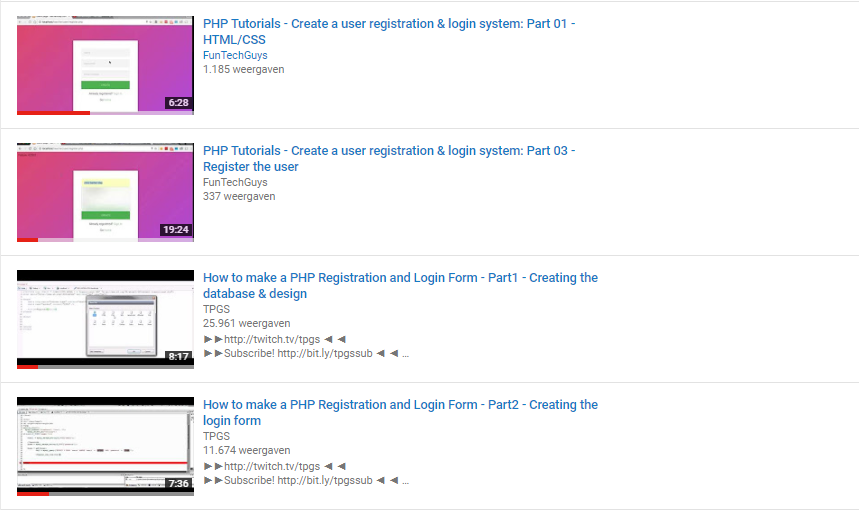 PHP Tutorials - Create a user registration & login system: Part 01 -
HTML/CSS
FunTechGuys
1.185 weergaven
6:28
PHP Tutorials - Create a user registration & login system: Part 03 -
Register the user
FunTechGuys
337 weergaven
19:24
How to make a PHP Registration and Login Form - Part1 - Creating the
database & design
TPGS
25.961 weergaven
►►http://twitch.tv/tpgs ◄ ◄
►►Subscribe! http://bit.ly/tpgssub ◄ ◄ ...
8:17
How to make a PHP Registration and Login Form - Part2 - Creating the
login form
TPGS
11.674 weergaven
►►http://twitch.tv/tpgs ◄ ◄
►►Subscribe! http://bit.ly/tpgssub ◄ ◄ ...
7:36